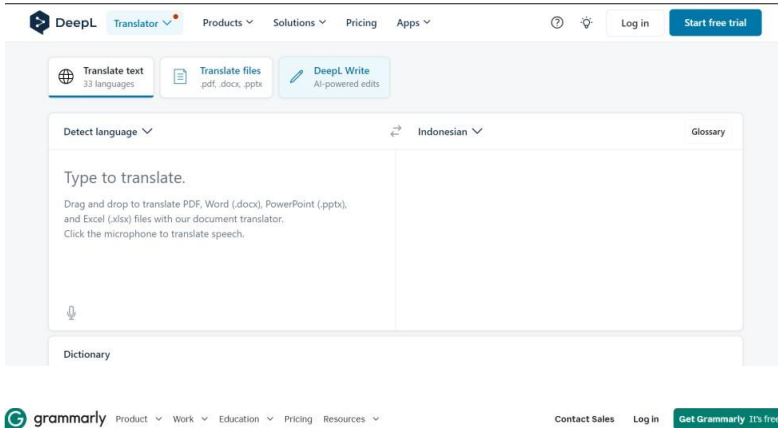 DeepL Translator Products Solutions Pricing Apps Log in Start free trial
Translate text Translate files DeepL Write
33 languages .pdf, .docx, .pptx AI-powered edits
Detect language Indonesian Glossary
Type to translate.
Drag and drop to translate PDF, Word (.docx), PowerPoint (.pptx),
and Excel (.xlsx) files with our document translator.
Click the microphone to translate speech.
Dictionary
grammarly Product Work Education Pricing Resources Contact Sales Log in Get Grammarly It's free